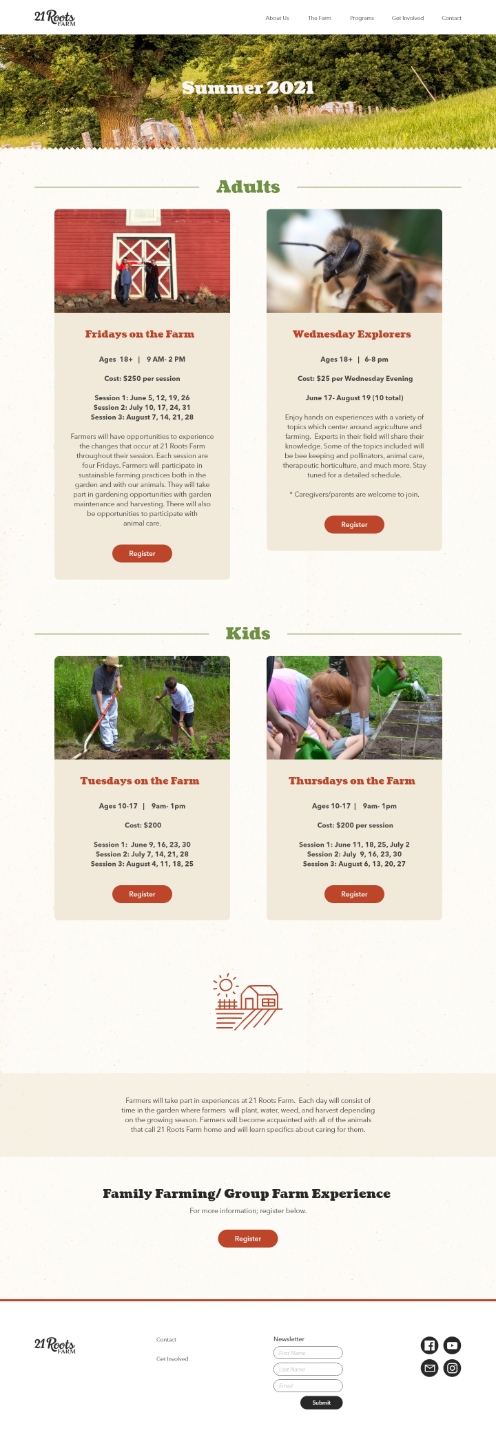 21 Roots
FARM
About Us The Farm Programs Get Involved Contact
Summer 2021
Adults
Fridays on the Farm
Ages 18+ | 9 AM- 2 PM
Cost: $250 per session
Session 1: June 5, 12, 19, 26
Session 2: July 10, 17, 24, 31
Session 3: August 7, 14, 21, 28
Farmers will have opportunities to experience
the changes that occur at 21 Roots Farm
throughout their session. Each session are
four Fridays. Farmers will participate in
sustainable farming practices both in the
garden and with our animals. They will take
part in gardening opportunities with garden
maintenance and harvesting. There will also
be opportunities to participate with
animal care.
Register
Wednesday Explorers
Ages 18+ | 6-8 pm
Cost: $25 per Wednesday Evening
June 17- August 19 (10 total)
Enjoy hands on experiences with a variety of
topics which center around agriculture and
farming. Experts in their field will share their
knowledge. Some of the topics included will
be bee keeping and pollinators, animal care,
therapeutic horticulture, and much more. Stay
tuned for a detailed schedule.
* Caregivers/parents are welcome to join.
Register
Kids
Tuesdays on the Farm
Ages 10-17 | 9am- 1pm
Cost: $200
Session 1: June 9, 16, 23, 30
Session 2: July 7, 14, 21, 28
Session 3: August 4, 11, 18, 25
Register
Thursdays on the Farm
Ages 10-17 | 9am- 1pm
Cost: $200 per session
Session 1: June 11, 18, 25, July 2
Session 2: July 9, 16, 23, 30
Session 3: August 6, 13, 20, 27
Register
Farmers will take part in experiences at 21 Roots Farm. Each day will consist of
time in the garden where farmers will plant, water, weed, and harvest depending
on the growing season. Farmers will become acquainted with all of the animals
that call 21 Roots Farm home and will learn specifics about caring for them.
Family Farming/ Group Farm Experience
For more information; register below.
Register
21 Roots
FARM
Contact
Get Involved
Newsletter
First Name
Last Name
Email
Submit